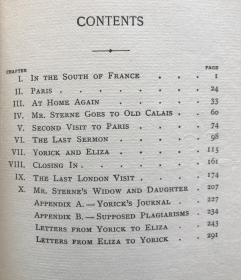 CONTENTS
CHAPTER PAGE
I. In the South of France . . . . 1
II. Paris . . . . . . . . 24
III. At Home Again . . . . . . 33
IV. Mr. Sterne Goes to Old Calais . . 60
V. Second Visit to Paris . . . . 74
VI. The Last Sermon . . . . . 98
VII. Yorick and Eliza . . . . . 115
VIII. Closing In . . . . . . . 161
IX. The Last London Visit . . . . 174
X. Mr. Sterne's Widow and Daughter . 207
Appendix A.—Yorick's Journal . . 227
Appendix B.—Supposed Plagiarisms . 234
Letters from Yorick to Eliza . . 243
Letters from Eliza to Yorick . . 291